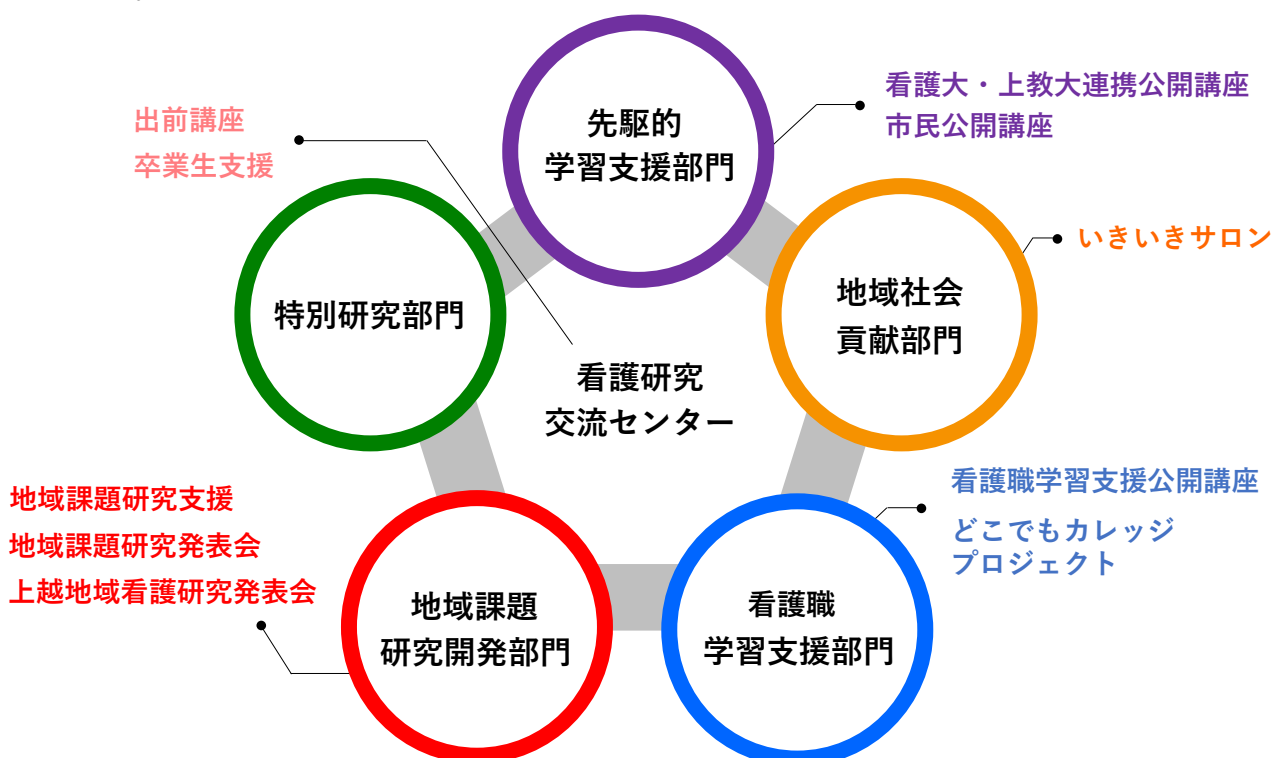 看護大・上教大連携公開講座
市民公開講座
出前講座
卒業生支援
先駆的
学習支援部門
いきいきサロン
特別研究部門
地域社会
貢献部門
看護研究
交流センター
地域課題研究支援
地域課題研究発表会
上越地域看護研究発表会
看護職学習支援公開講座
どこでもカレッジ
プロジェクト
地域課題
研究開発部門
看護職
学習支援部門